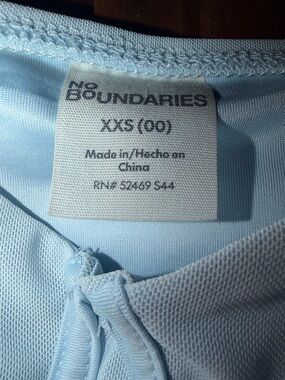 NO
BOUNDARIES
XXS (00)
Made in/Hecho en
China
RN# 52469 S44